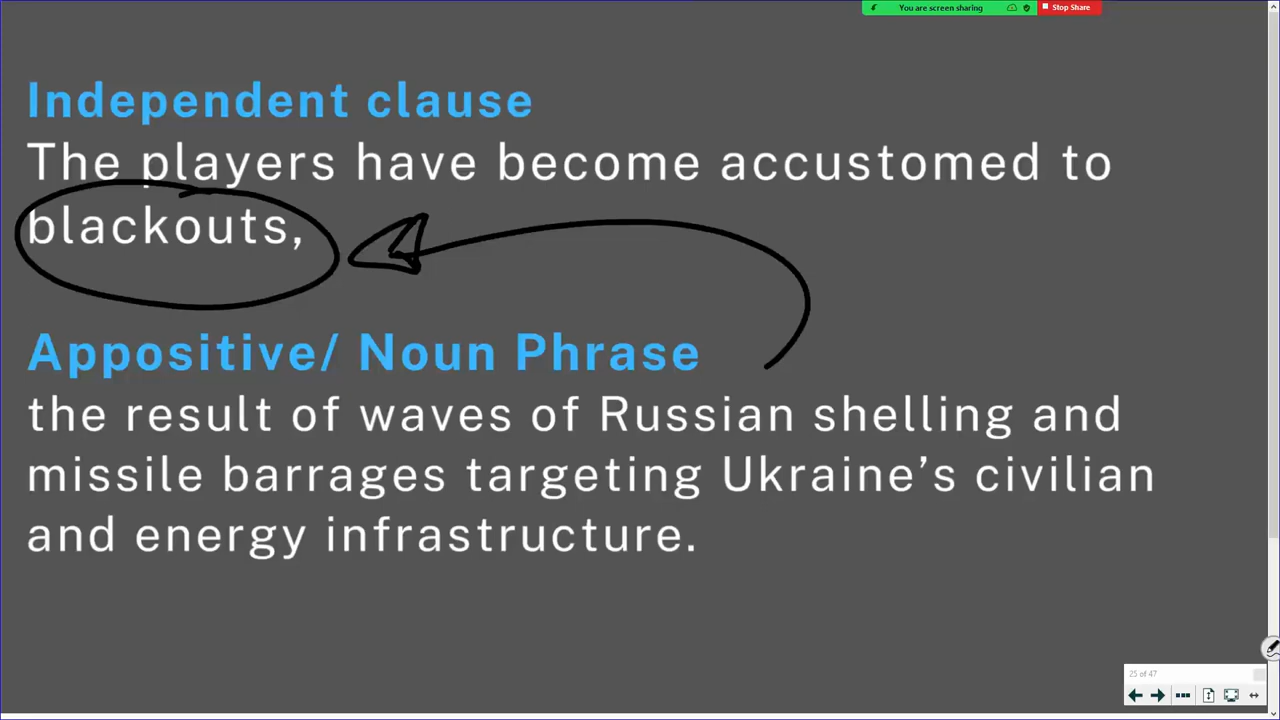 You are screen sharing
Stop Share
Independent clause
The players have become accustomed to
blackouts,
Appositive/ Noun Phrase
the result of waves of Russian shelling and
missile barrages targeting Ukraine’s civilian
and energy infrastructure.
25 of 47